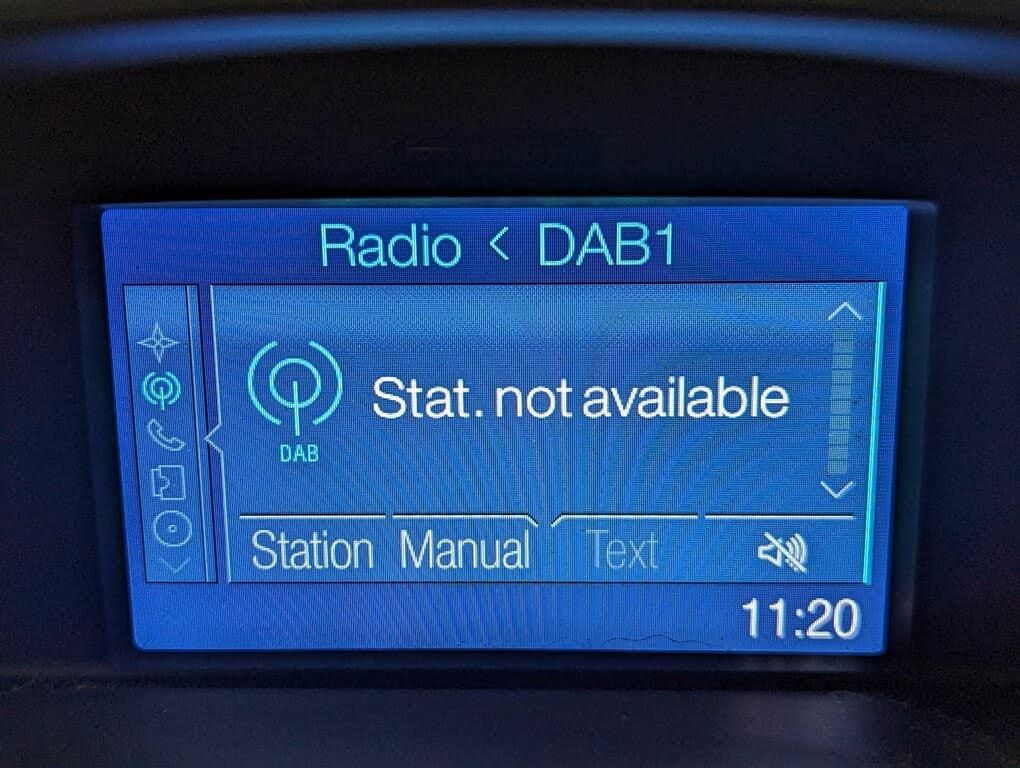 Radio < DAB1
Stat. not available
DAB
Station Manual Text
11:20